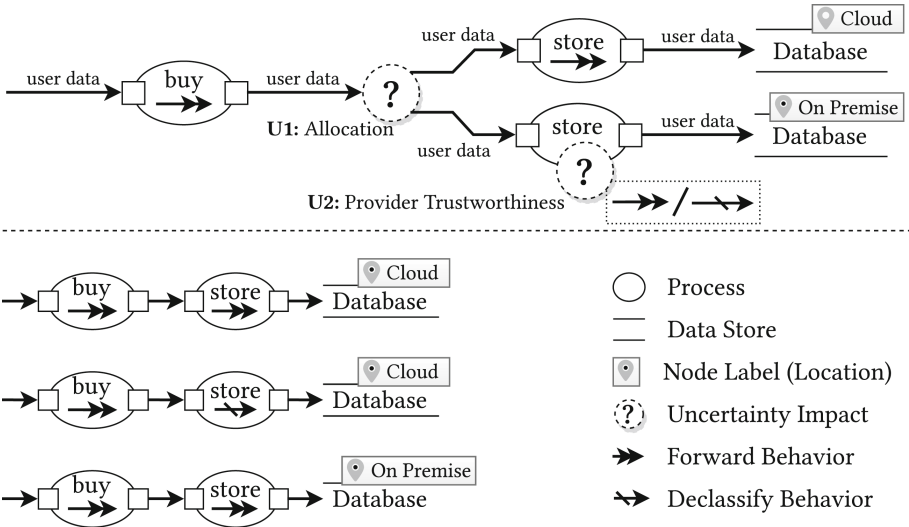 Cloud
user data
store
user data
Database
user data
buy
user data
?
On Premise
store
user data
U1: Allocation
Database
user data
?
U2: Provider Trustworthiness
/
Cloud
buy
store
Database
Cloud
buy
store
Database
On Premise
buy
store
Database
Process
Data Store
Node Label (Location)
? Uncertainty Impact
Forward Behavior
Declassify Behavior